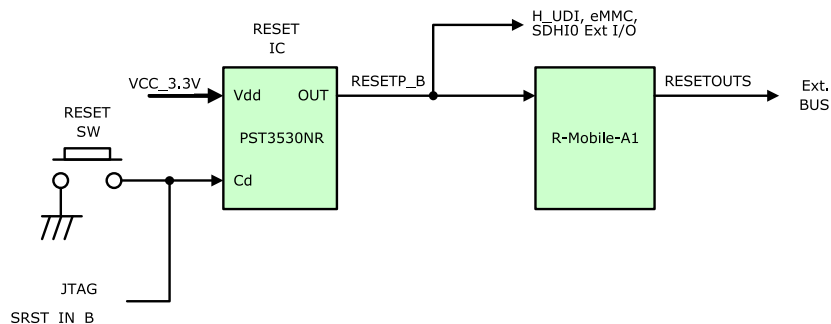 H_UDI, eMMC,
SDHI0 Ext I/O
RESET
IC
VCC_3.3V
Vdd
OUT
RESETP_B
RESETOUTS
Ext.
BUS
RESET
SW
PST3530NR
R-Mobile-A1
Cd
JTAG
SRST_IN_B